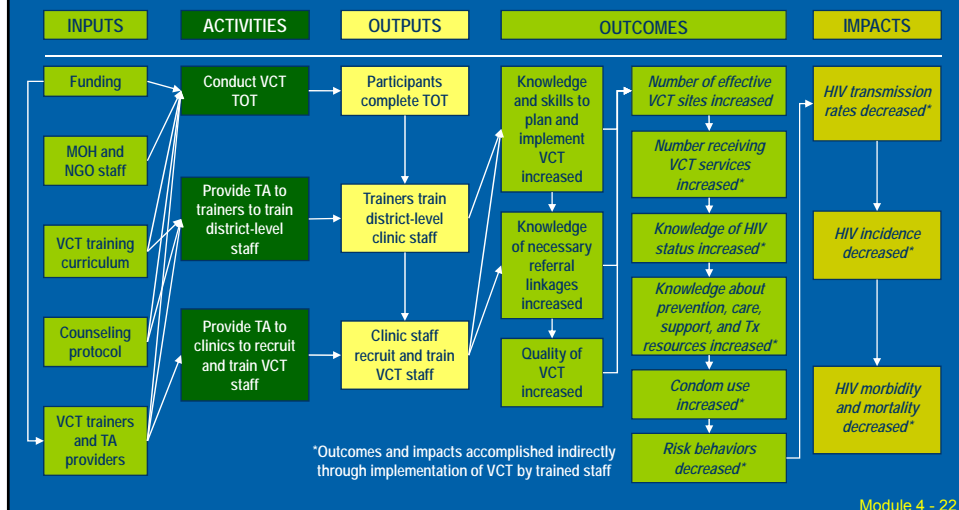 INPUTS
ACTIVITIES
OUTPUTS
OUTCOMES
IMPACTS
Funding
MOH and
NGO staff
VCT training
curriculum
Counseling
protocol
VCT trainers
and TA
providers
Conduct VCT
TOT
Provide TA to
trainers to train
district-level
staff
Provide TA to
clinics to recruit
and train VCT
staff
Participants
complete TOT
Trainers train
district-level
clinic staff
Clinic staff
recruit and train
VCT staff
Knowledge
and skills to
plan and
implement
VCT
increased
Knowledge
of necessary
referral
linkages
increased
Quality of
VCT
increased
Number of effective
VCT sites increased
Number receiving
VCT services
increased*
Knowledge of HIV
status increased*
Knowledge about
prevention, care,
support, and Tx
resources increased*
Condom use
increased*
Risk behaviors
decreased*
HIV transmission
rates decreased*
HIV incidence
decreased*
HIV morbidity
and mortality
decreased*
*Outcomes and impacts accomplished indirectly
through implementation of VCT by trained staff
Module 4 - 22